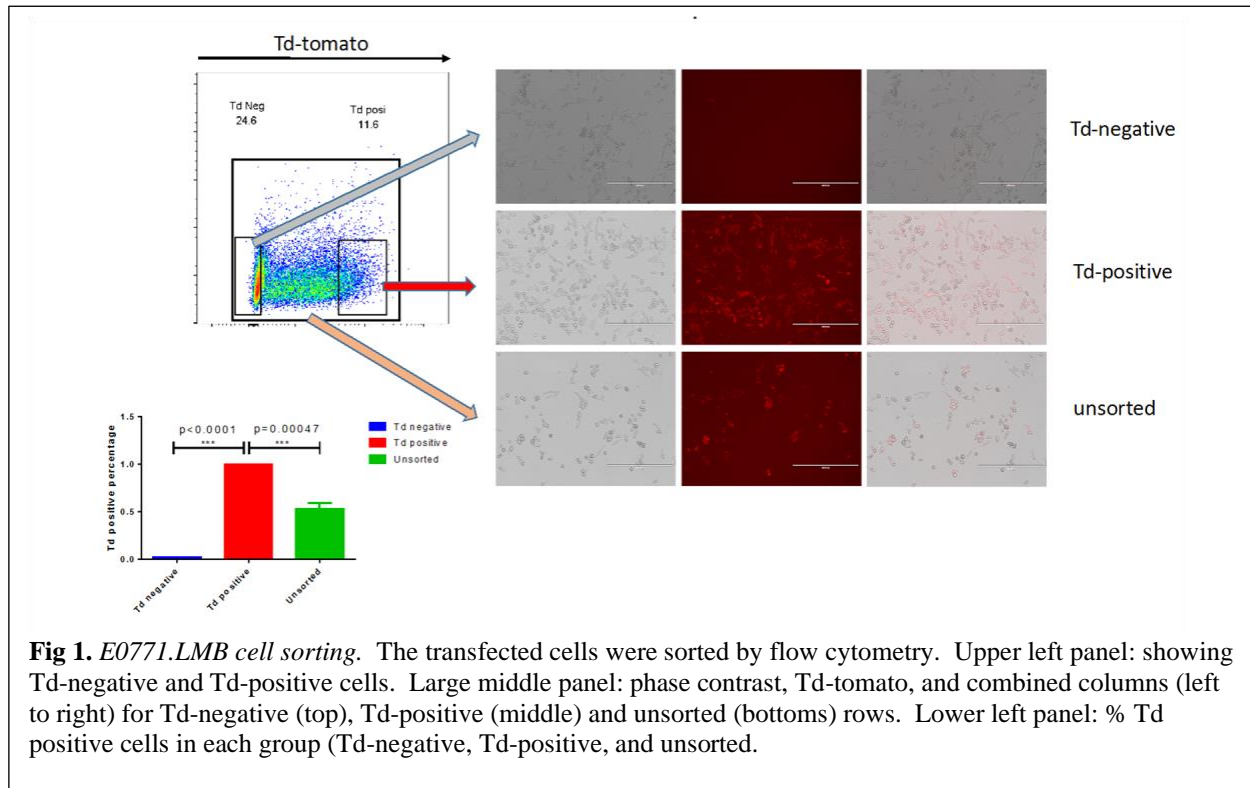 Td-tomato
Td Neg
24.6
Td posi
11.6
Td-negative
Td-positive
unsorted
1.5
1.0
0.5
0.0
Td positive percentage
p<0.0001
***
p=0.00047
***
Td negative
Td positive
Unsorted
Td negative
Td positive
Unsorted
Fig 1. E0771.LMB cell sorting. The transfected cells were sorted by flow cytometry. Upper left panel: showing
Td-negative and Td-positive cells. Large middle panel: phase contrast, Td-tomato, and combined columns (left
to right) for Td-negative (top), Td-positive (middle) and unsorted (bottoms) rows. Lower left panel: % Td
positive cells in each group (Td-negative, Td-positive, and unsorted.